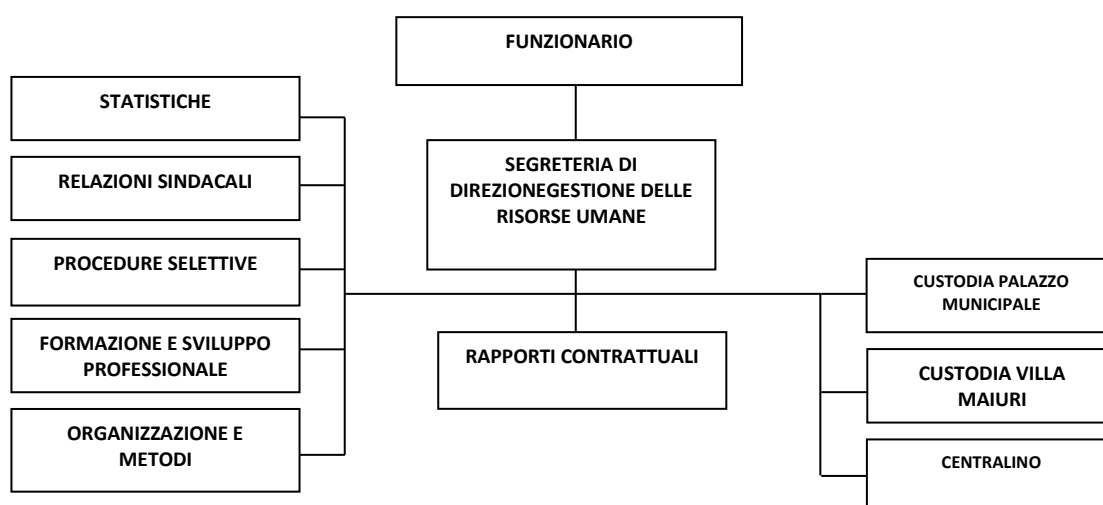 FUNZIONARIO
STATISTICHE
RELAZIONI SINDACALI
PROCEDURE SELETTIVE
FORMAZIONE E SVILUPPO
PROFESSIONALE
ORGANIZZAZIONE E
METODI
SEGRETERIA DI
DIREZIONEGESTIONE DELLE
RISORSE UMANE
RAPPORTI CONTRATTUALI
CUSTODIA PALAZZO
MUNICIPALE
CUSTODIA VILLA
MAIURI
CENTRALINO